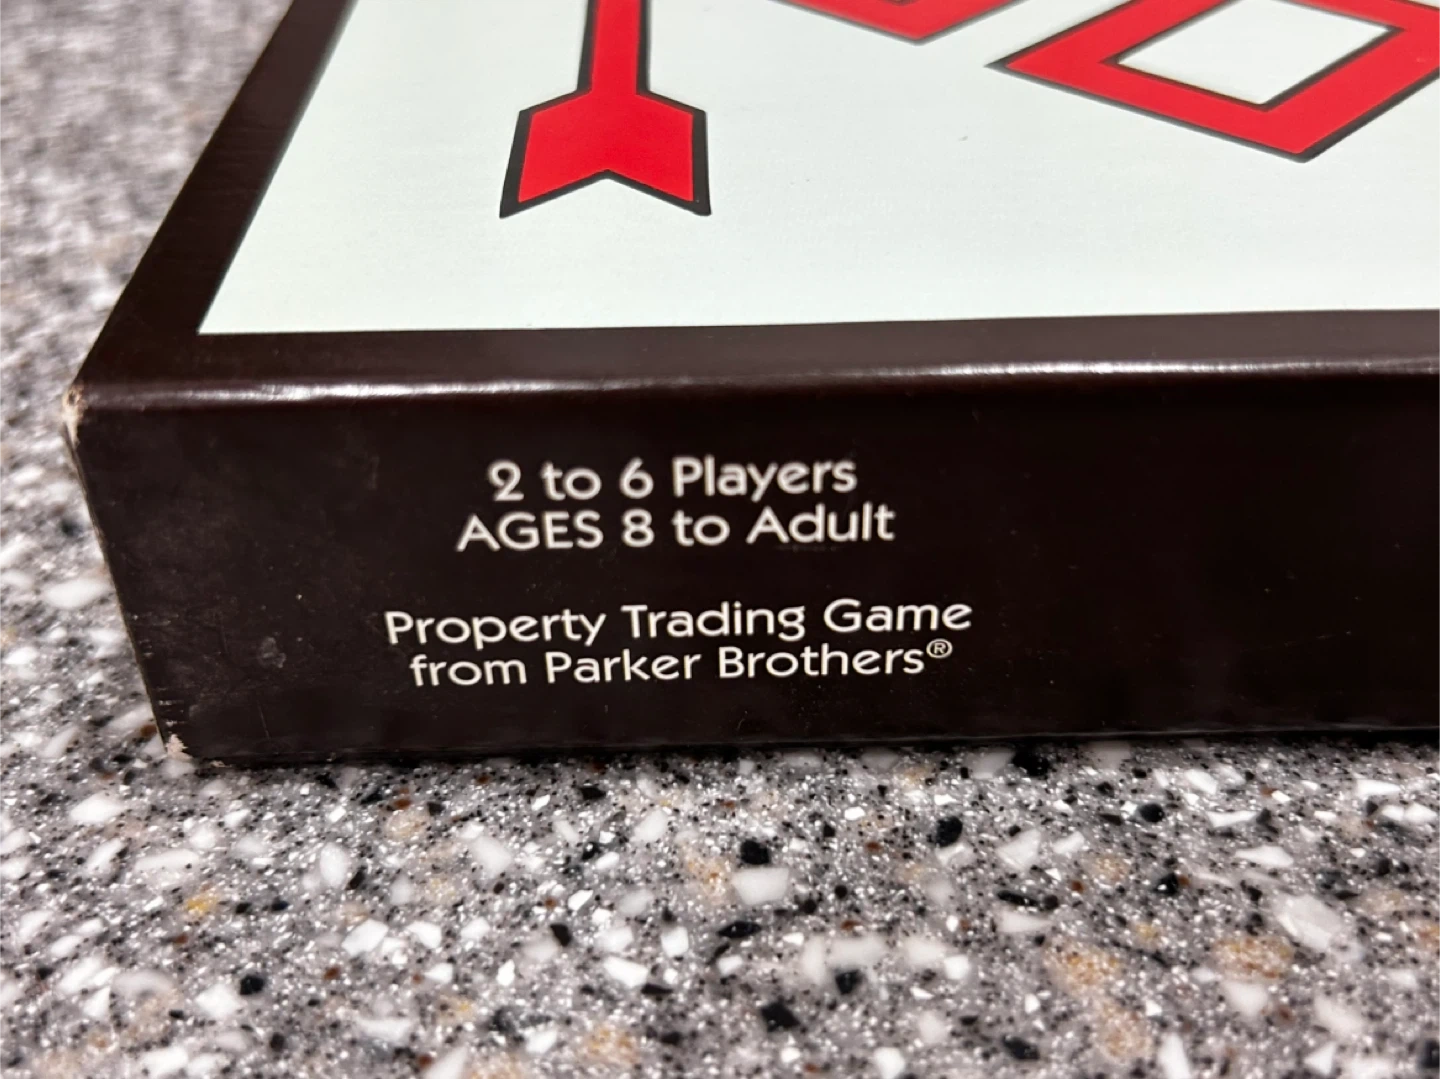 2 to 6 Players
AGES 8 to Adult
Property Trading Game
from Parker Brothers®